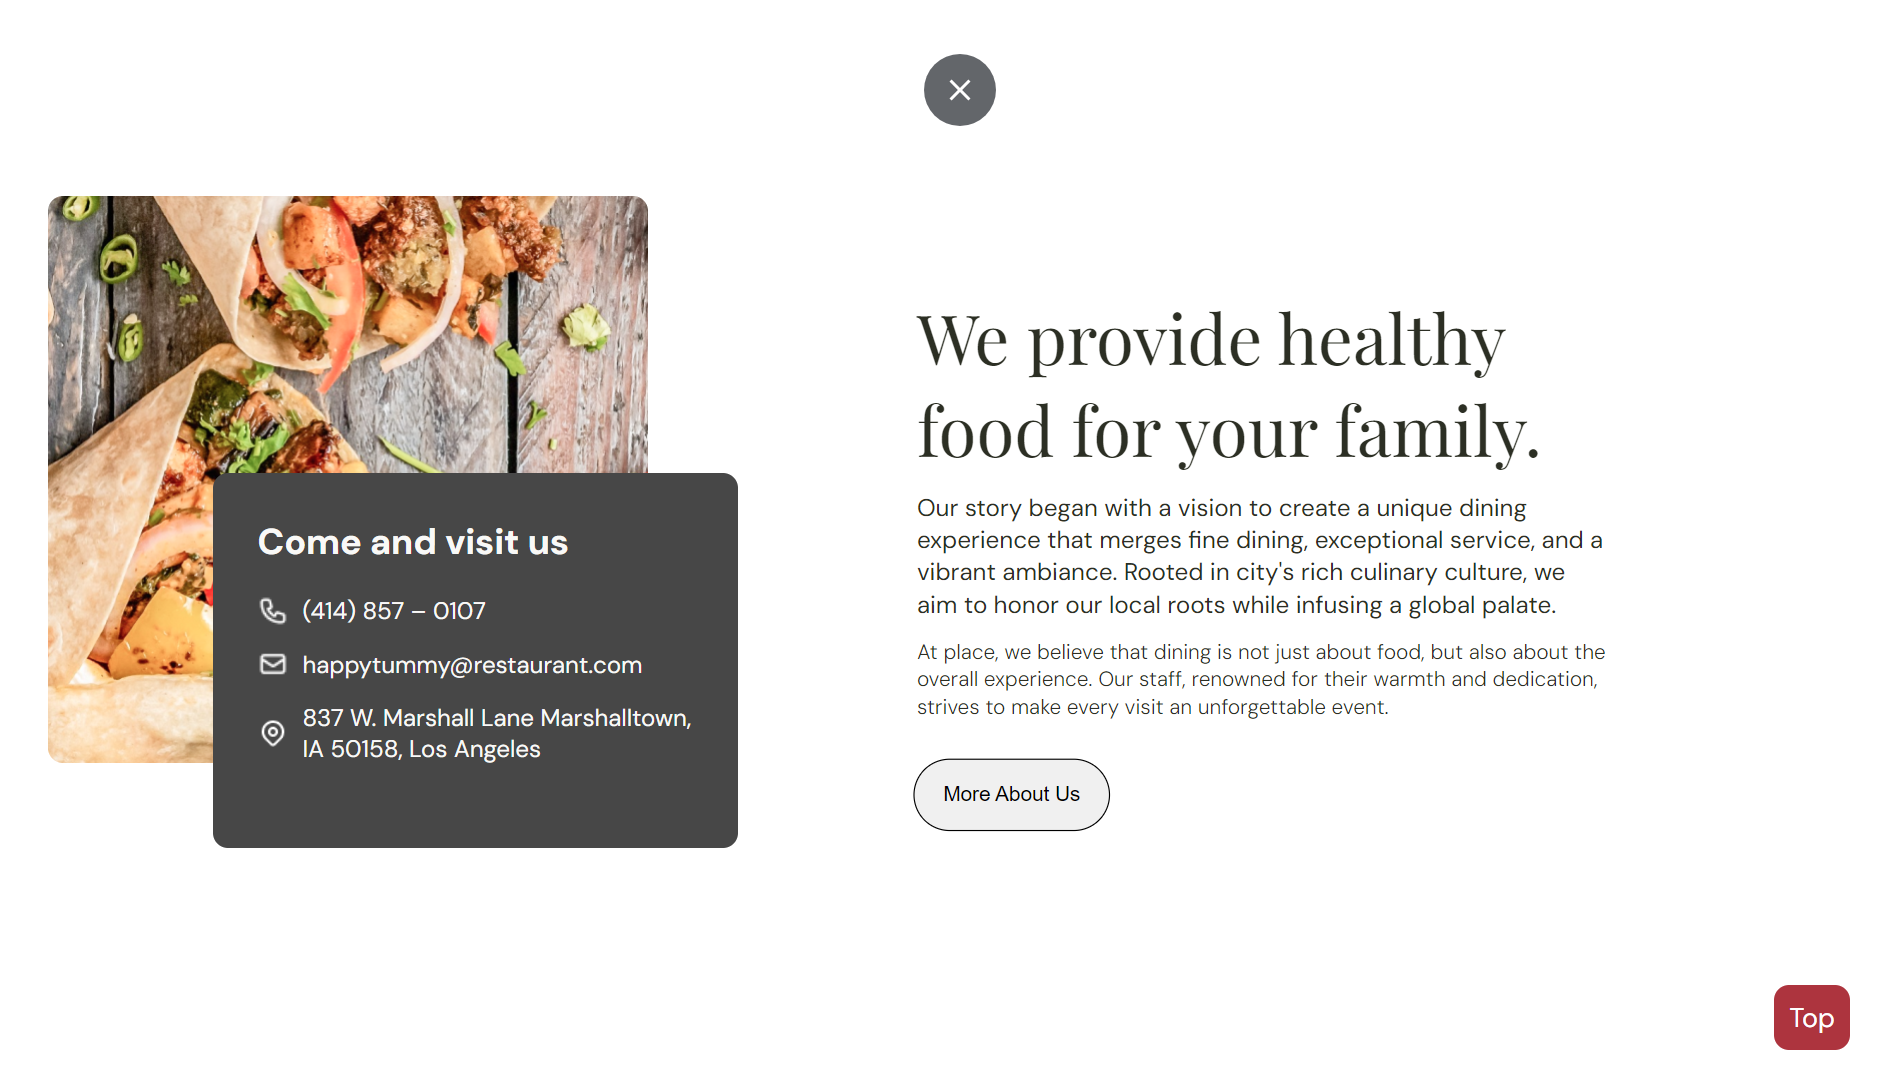 Come and visit us
(414) 857 – 0107
happytummy@restaurant.com
837 W. Marshall Lane Marshalltown,
IA 50158, Los Angeles
We provide healthy
food for your family.
Our story began with a vision to create a unique dining
experience that merges fine dining, exceptional service, and a
vibrant ambiance. Rooted in city's rich culinary culture, we
aim to honor our local roots while infusing a global palate.
At place, we believe that dining is not just about food, but also about the
overall experience. Our staff, renowned for their warmth and dedication,
strives to make every visit an unforgettable event.
More About Us
Top